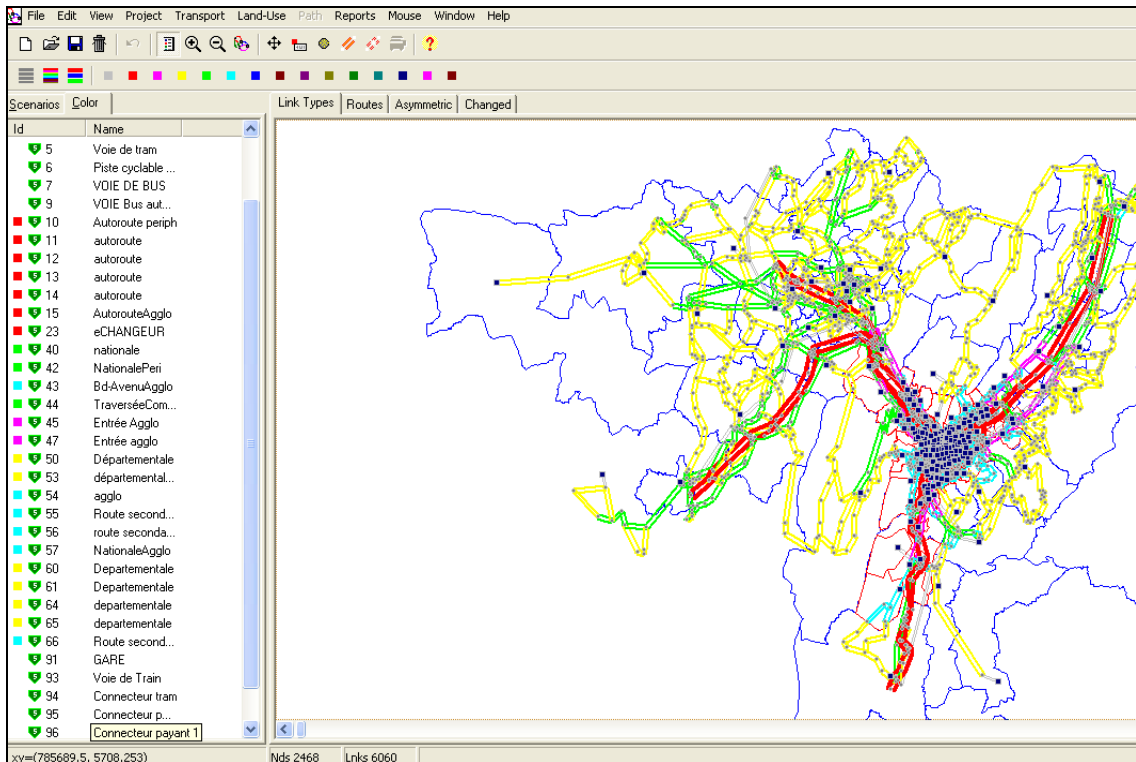 File Edit View Project Transport Land-Use Path Reports Mouse Window Help
Scenarios Color
Link Types Routes Asymmetric Changed
Id Name
5 Voie de tram
6 Piste cyclable ...
7 VOIE DE BUS
9 VOIE Bus aut...
10 Autoroute periph
11 autoroute
12 autoroute
13 autoroute
14 autoroute
15 AutorouteAgglo
23 eCHANGEUR
40 nationale
42 NationalePeri
43 Bd-AvenuAgglo
44 TraverséeCom...
45 Entrée Agglo
47 Entrée agglo
50 Départementale
53 départemental...
54 agglo
55 Route second...
56 route seconda...
57 NationaleAgglo
60 Departementale
61 Departementale
64 departementale
65 departementale
66 Route second...
91 GARE
93 Voie de Train
94 Connecteur tram
95 Connecteur p...
96 Connecteur payant 1
xy=(785689,5, 5708,253) Nds 2468 Lnks 6060